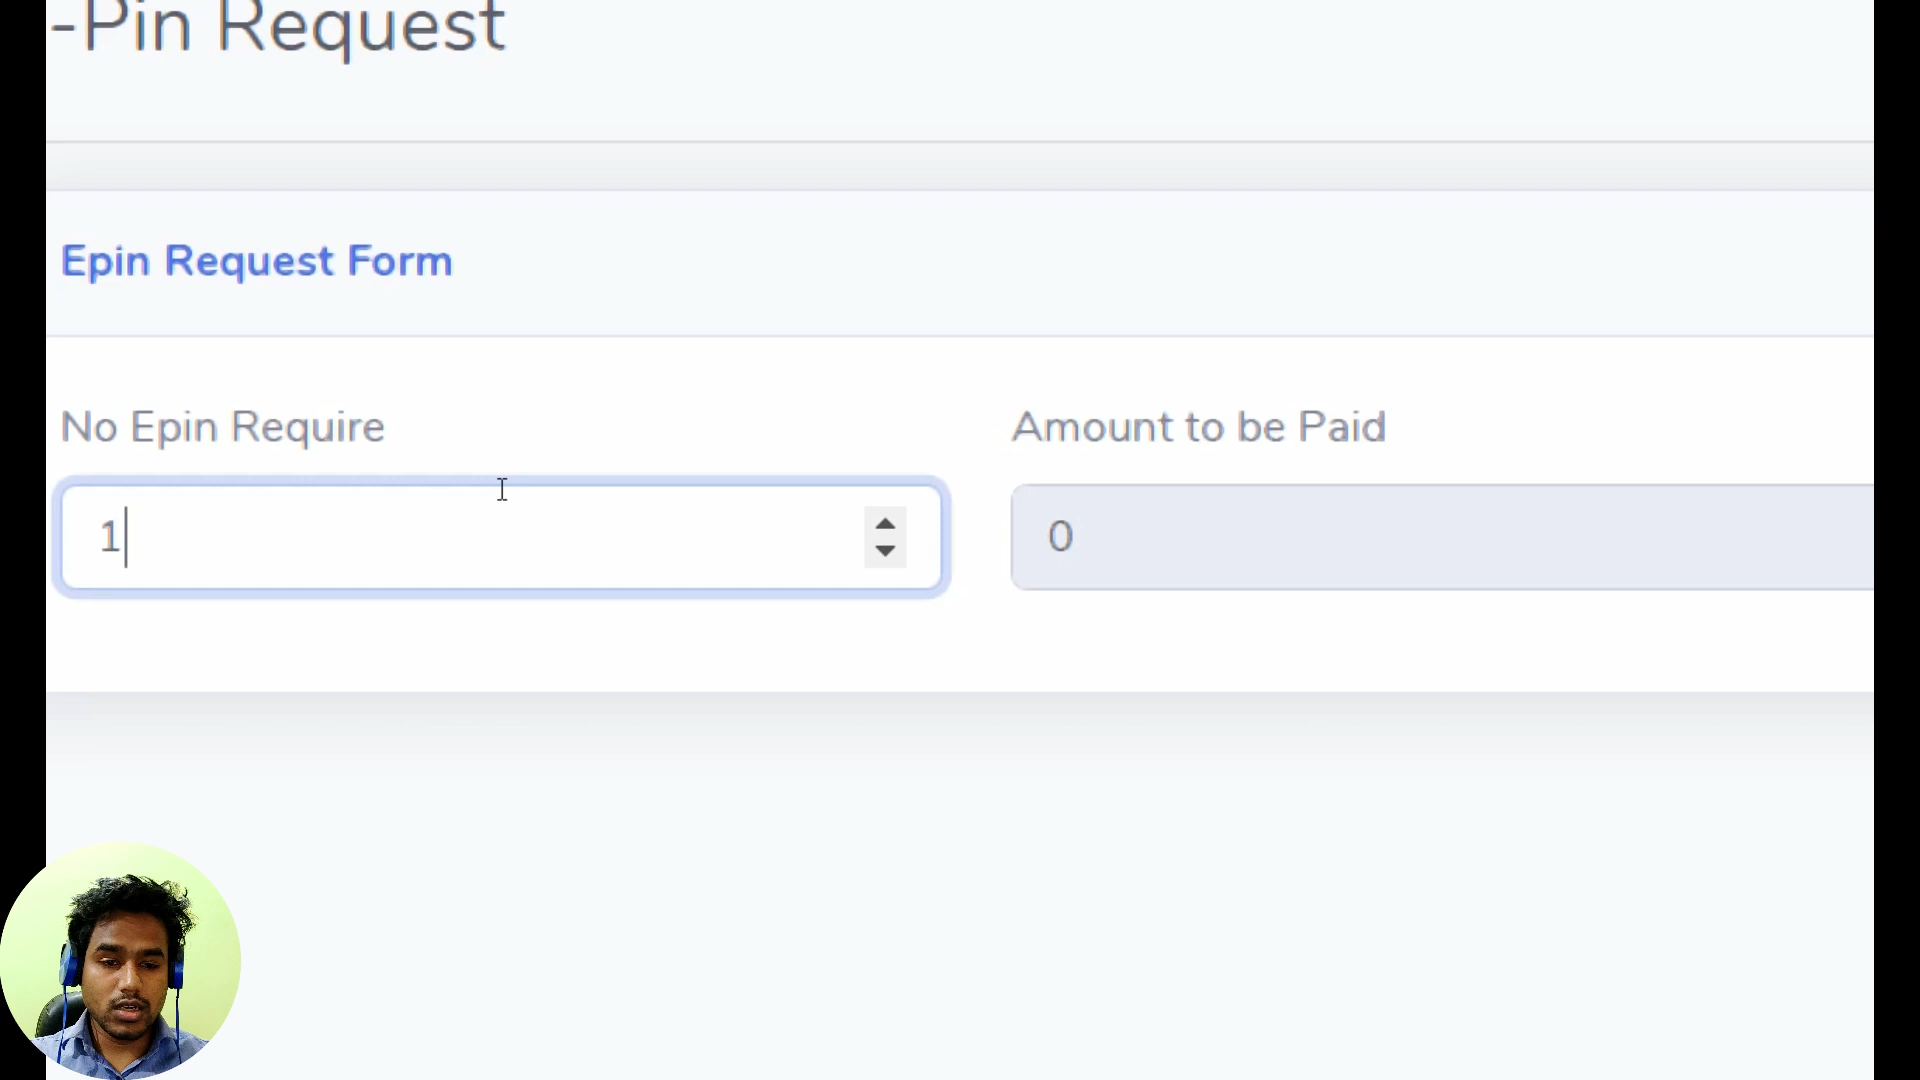 -Pin Request
Epin Request Form
No Epin Require
Amount to be Paid
1
0